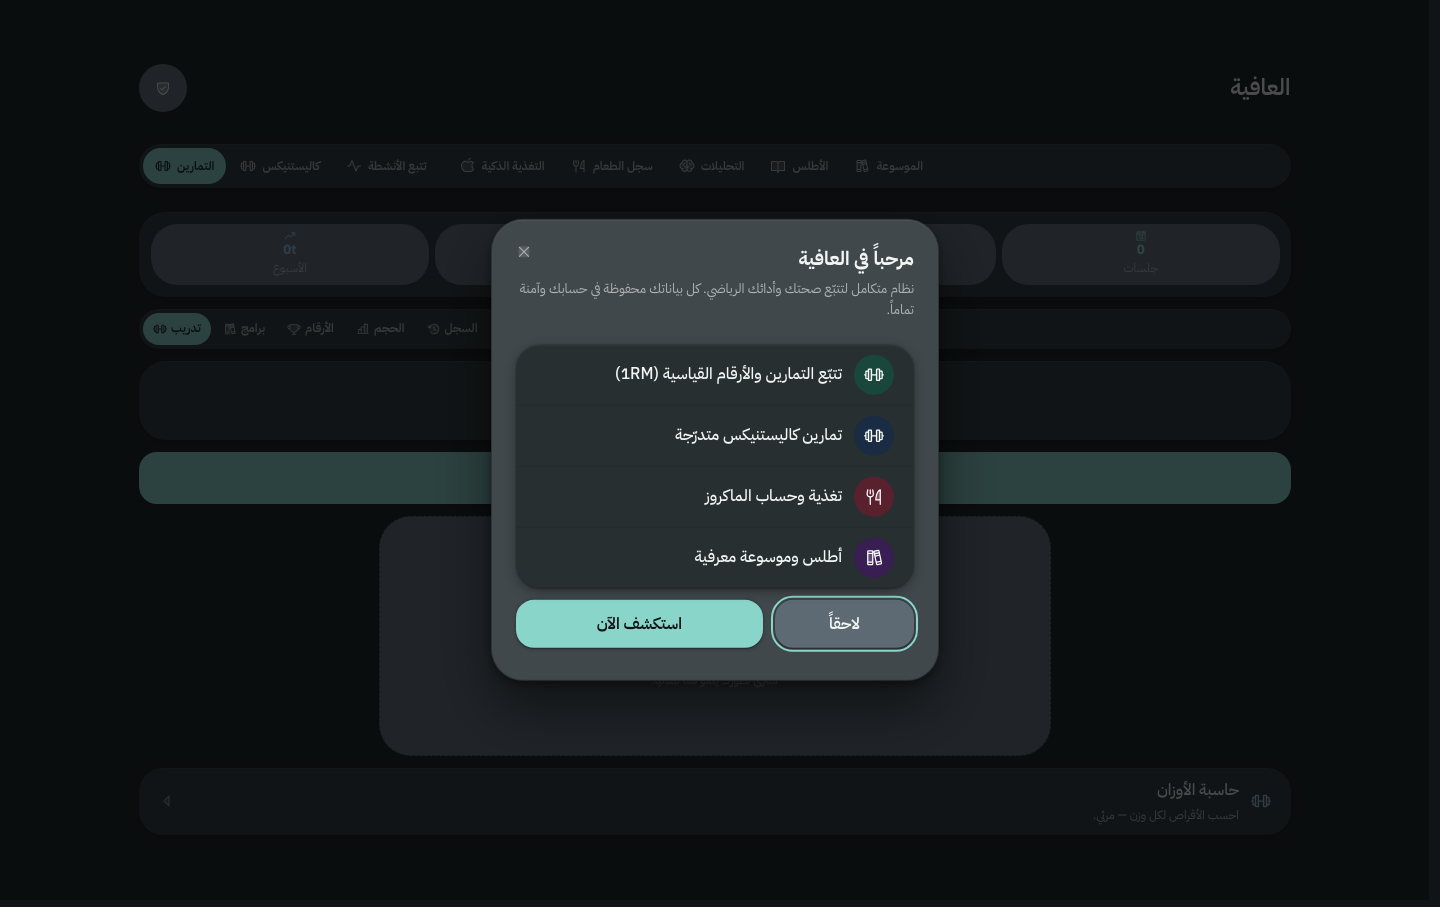 العافية
التمارين
كاليستنيكس
تتبع الأنشطة
التغذية الذكية
سجل الطعام
التحليلات
الأطلس
الموسوعة
0
جلسات
0t
الأسبوع
تدريب
برامج
الأرقام
الحجم
السجل
مرحباً في العافية
نظام متكامل لتتبّع صحتك وأدائك الرياضي. كل بياناتك محفوظة في حسابك وآمنة
تماماً.
تتبّع التمارين والأرقام القياسية (1RM)
تمارين كاليستنيكس متدرّجة
تغذية وحساب الماكروز
أطلس وموسوعة معرفية
لاحقاً
استكشف الآن
حاسبة الأوزان
احسب الأقراص لكل وزن — مرئي.